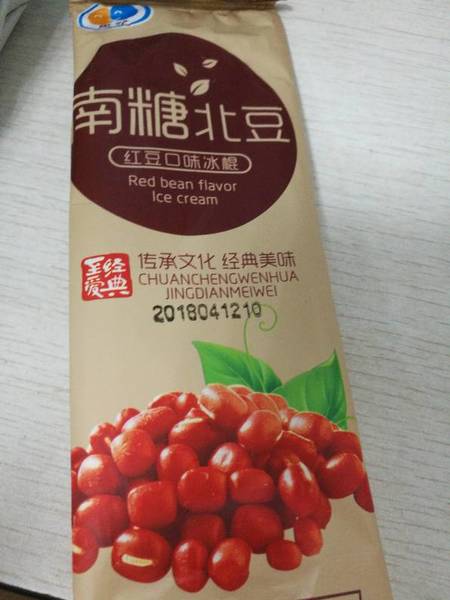 南糖北豆
红豆口味冰棍
Red bean flavor
Ice cream
至爱经典
传承文化 经典美味
CHUANCHENGWENHUA
JINGDIANMEIWEI
2018041210